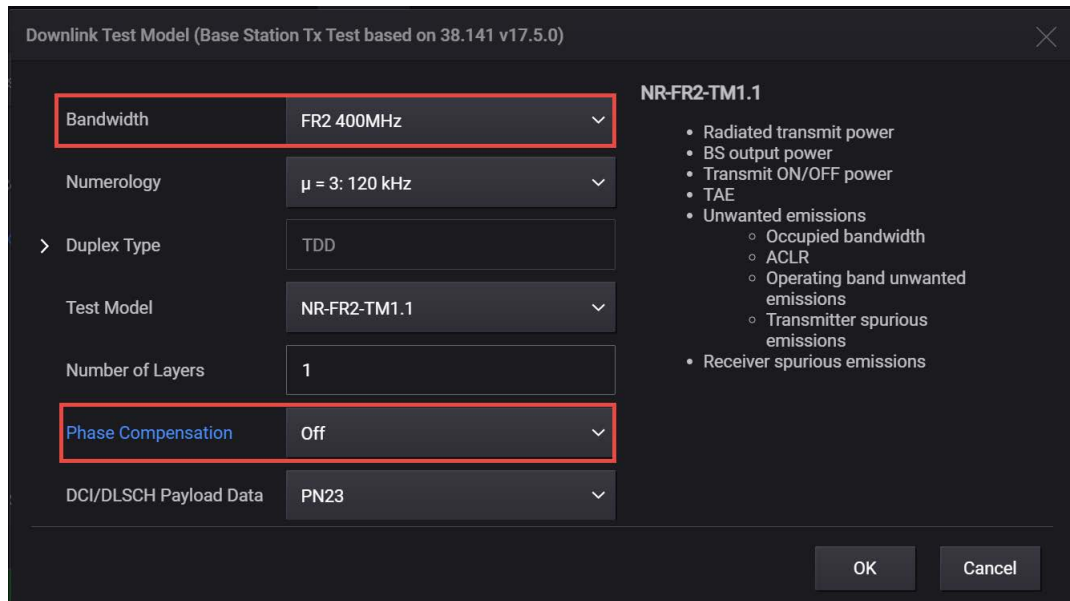 Downlink Test Model (Base Station Tx Test based on 38.141 v17.5.0)
Bandwidth FR2 400MHz
Numerology μ = 3: 120 kHz
Duplex Type TDD
Test Model NR-FR2-TM1.1
Number of Layers 1
Phase Compensation Off
DCI/DLSCH Payload Data PN23
NR-FR2-TM1.1
• Radiated transmit power
• BS output power
• Transmit ON/OFF power
• TAE
• Unwanted emissions
◦ Occupied bandwidth
◦ ACLR
◦ Operating band unwanted
emissions
◦ Transmitter spurious
emissions
• Receiver spurious emissions
OK Cancel